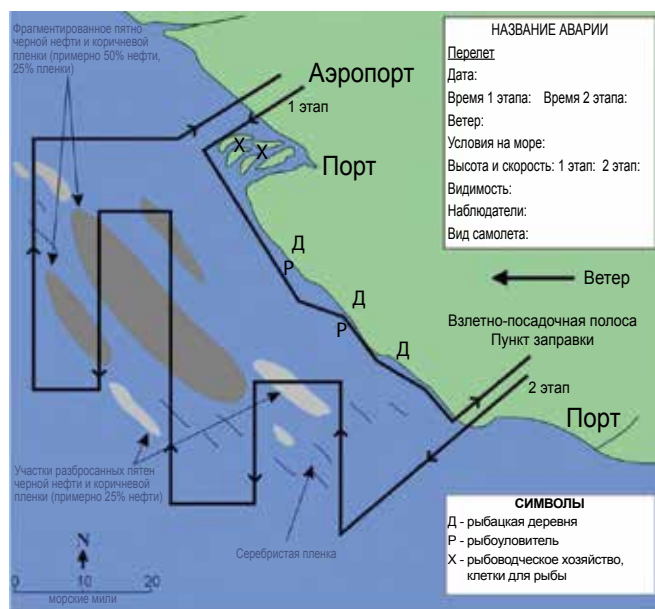 Фрагментированное пятно
черной нефти и коричневой
пленки (примерно 50% нефти,
25% пленки)
Аэропорт
1 этап
X
X
Порт
НАЗВАНИЕ АВАРИИ
Перелет
Дата:
Время 1 этапа: Время 2 этапа:
Ветер:
Условия на море:
Высота и скорость: 1 этап: 2 этап:
Видимость:
Наблюдатели:
Вид самолета:
Ветер
Д
Р
Д
Р
Д
Взлетно-посадочная полоса
Пункт заправки
2 этап
Порт
Участки разбросанных пятен
черной нефти и коричневой
пленки (примерно 25% нефти)
Серебристая пленка
N
0 10 20
морские мили
СИМВОЛЫ
Д - рыбацкая деревня
Р - рыбоуловитель
X - рыбоводческое хозяйство,
клетки для рыбы